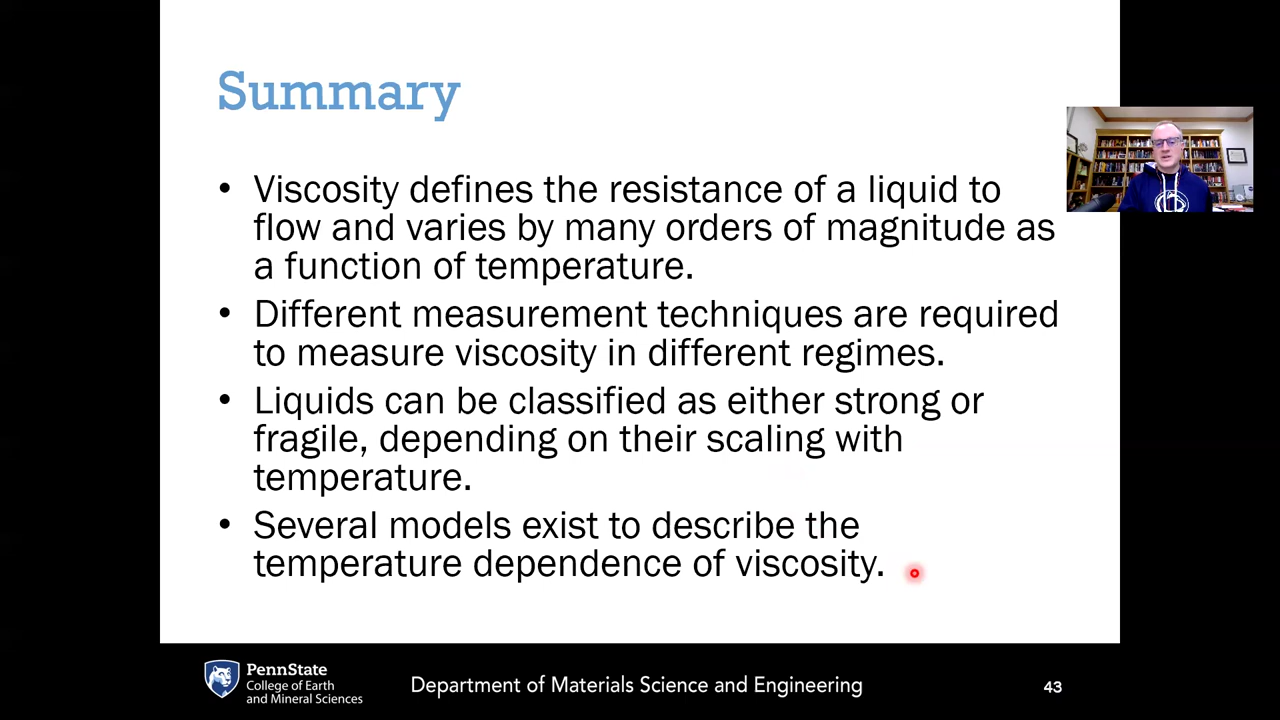 Summary
• Viscosity defines the resistance of a liquid to
flow and varies by many orders of magnitude as
a function of temperature.
• Different measurement techniques are required
to measure viscosity in different regimes.
• Liquids can be classified as either strong or
fragile, depending on their scaling with
temperature.
• Several models exist to describe the
temperature dependence of viscosity.
PennState
College of Earth
and Mineral Sciences
Department of Materials Science and Engineering
43